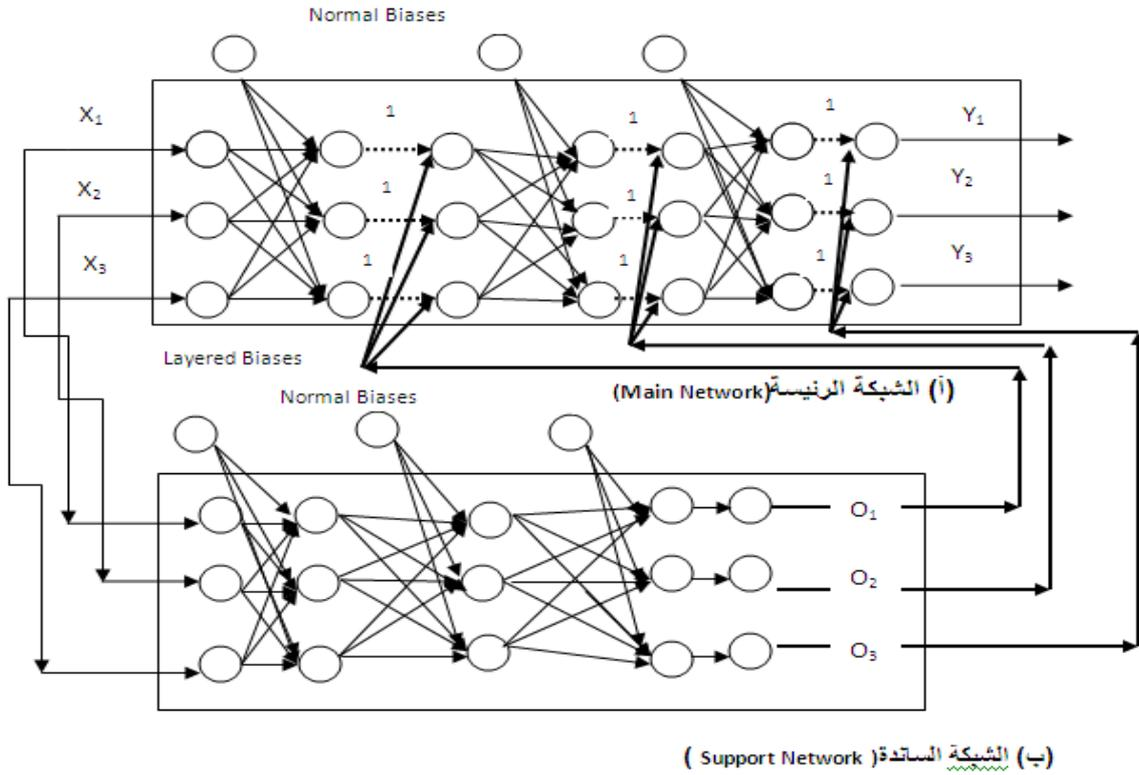 Normal Biases
X₁ 1 1 1 Y₁
X₂ 1 1 1 Y₂
X₃ 1 1 1 Y₃
Layered Biases
(أ) الشبكة الرئيسة (Main Network)
Normal Biases
O₁
O₂
O₃
(ب) الشبكة الساندة ( Support Network )